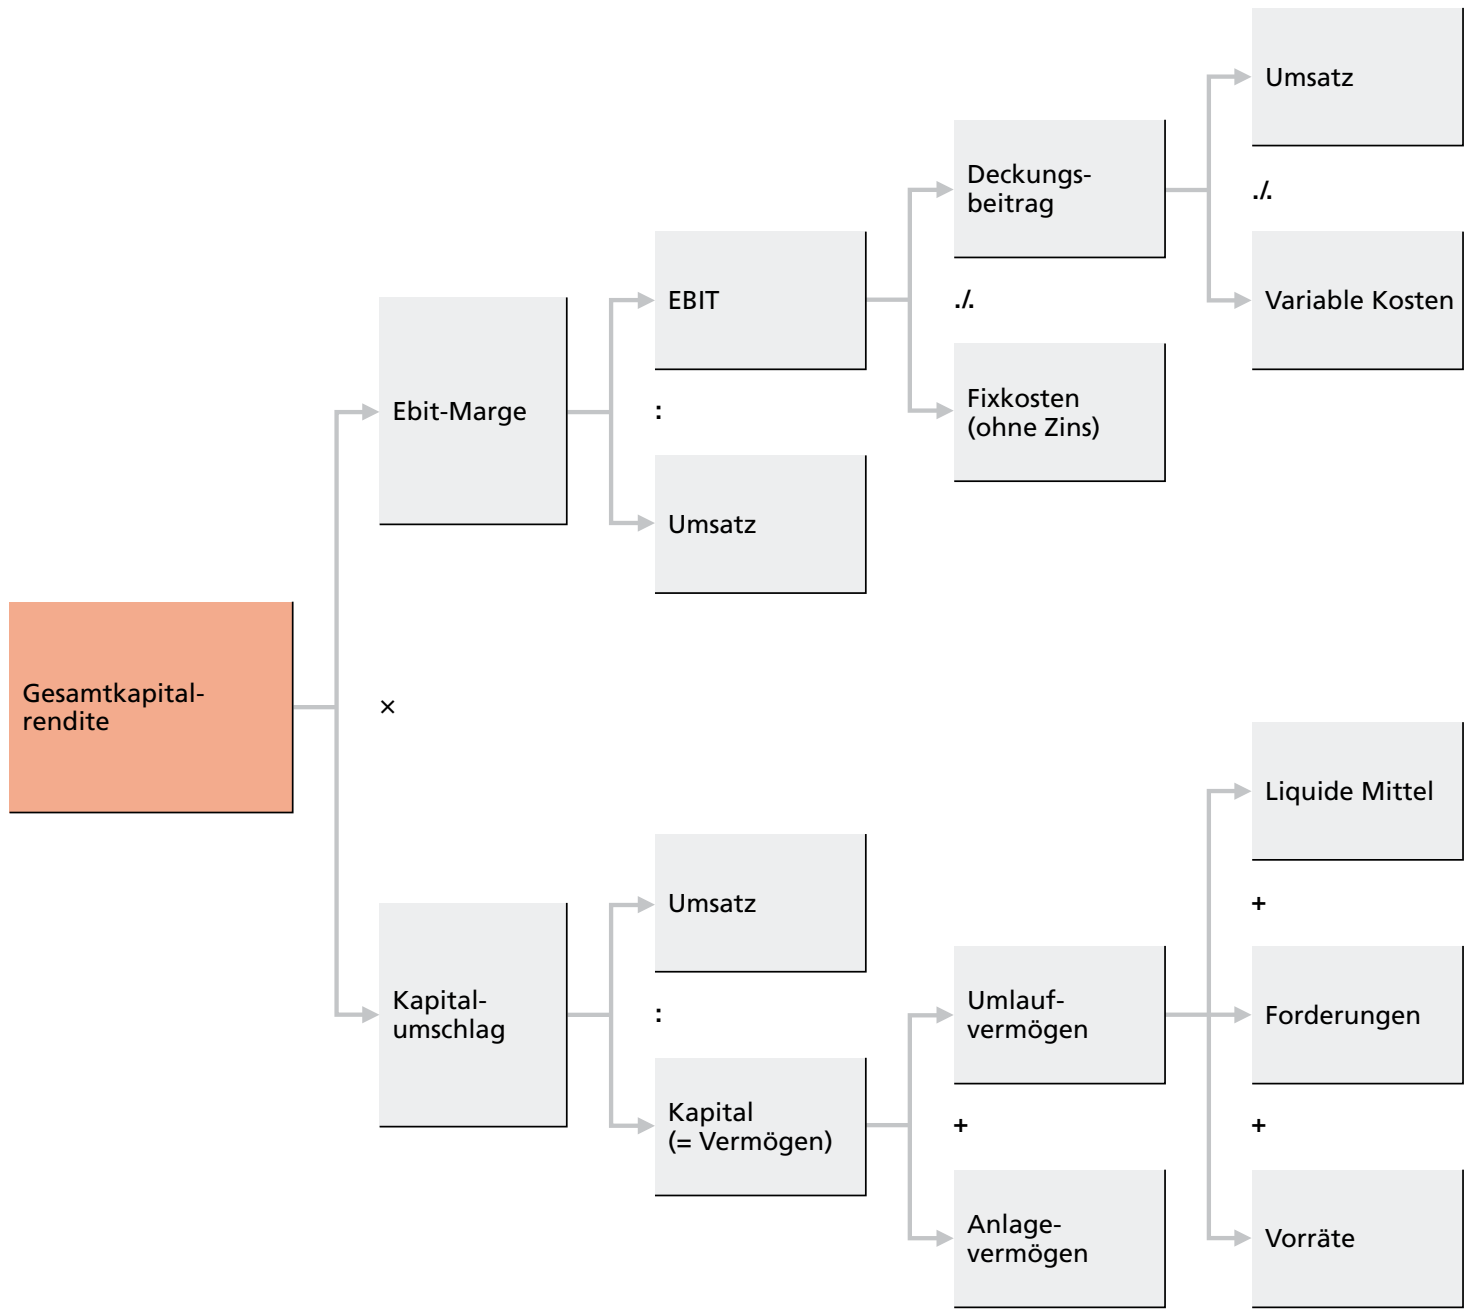 Umsatz
./.
Variable Kosten
Deckungs-
beitrag
./.
Fixkosten
(ohne Zins)
EBIT
:
Umsatz
Ebit-Marge
×
Gesamtkapital-
rendite
Kapital-
umschlag
Umsatz
:
Kapital
(= Vermögen)
Umlauf-
vermögen
+
Anlage-
vermögen
Liquide Mittel
+
Forderungen
+
Vorräte